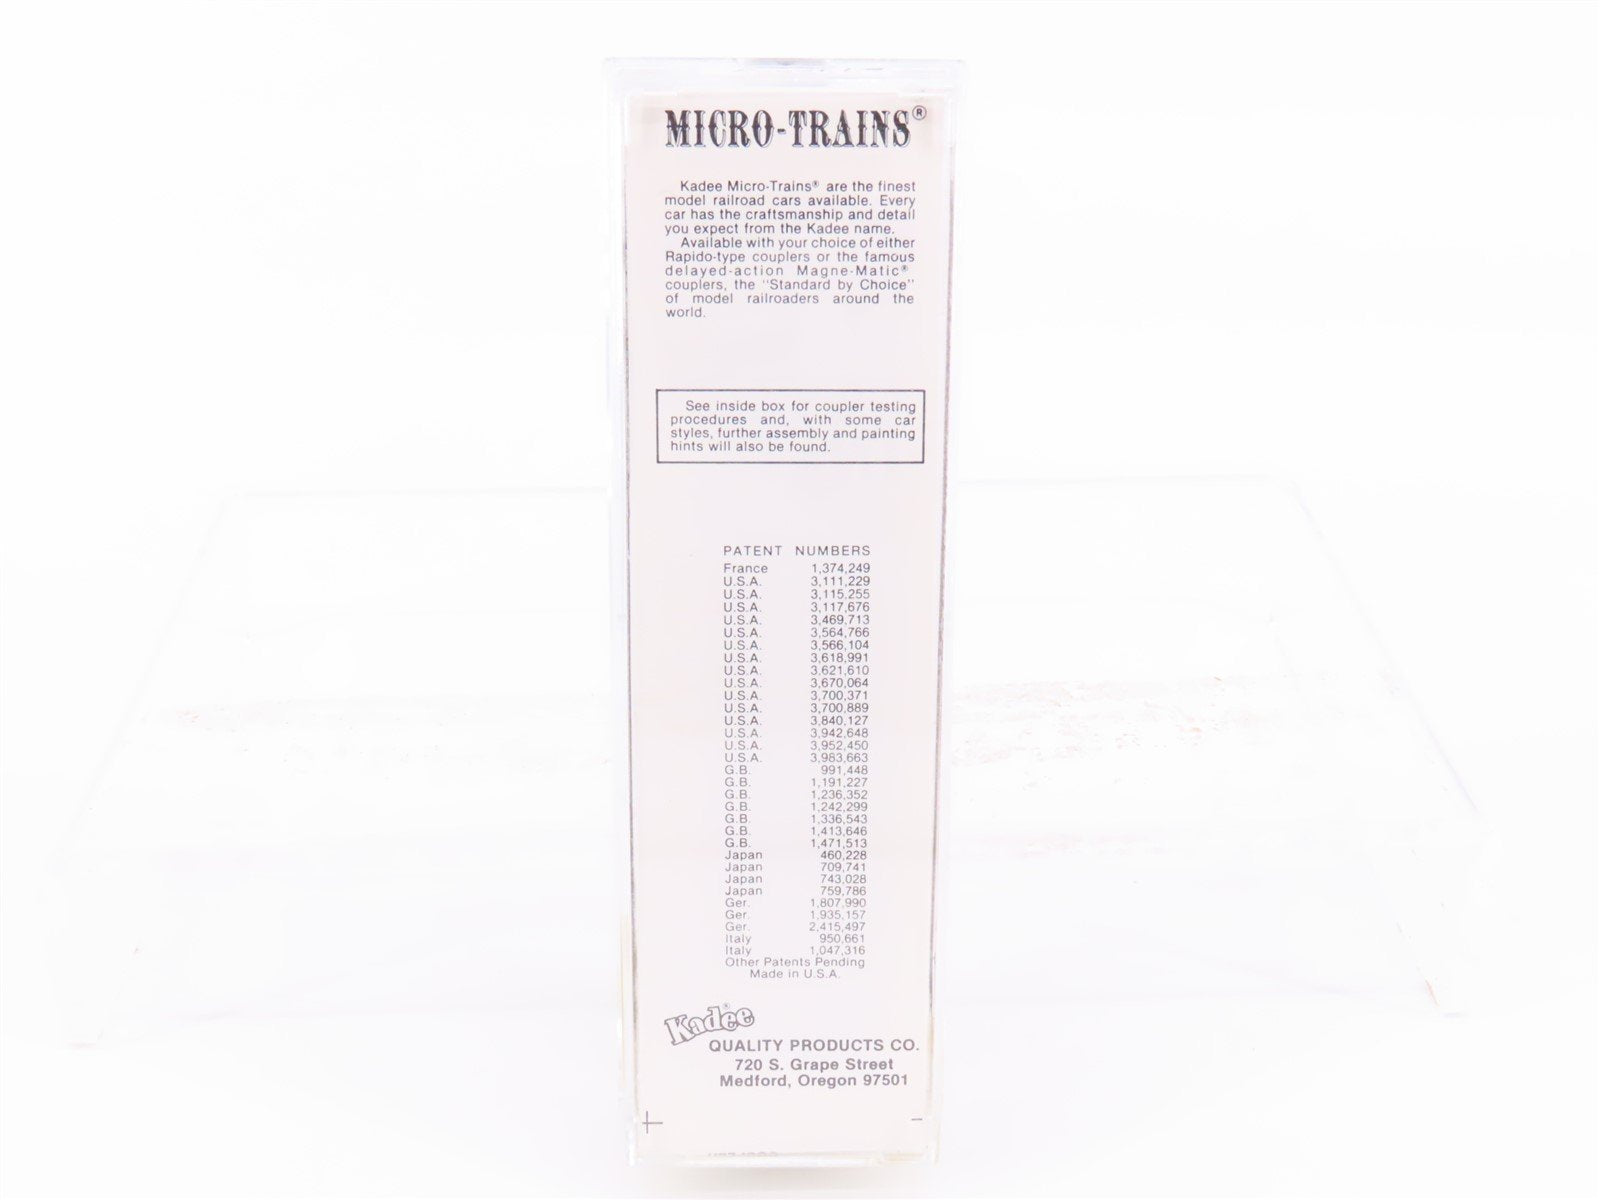 MICRO-TRAINS®
Kadee Micro-Trains® are the finest
model railroad cars available. Every
car has the craftsmanship and detail
you expect from the Kadee name.
Available with your choice of either
Rapido-type couplers or the famous
delayed-action Magne-Matic®
couplers, the "Standard by Choice"
of model railroaders around the
world.
See inside box for coupler testing
procedures and, with some car
styles, further assembly and painting
hints will also be found.
PATENT NUMBERS
France 1,374,249
U.S.A. 3,111,229
U.S.A. 3,115,255
U.S.A. 3,117,676
U.S.A. 3,469,713
U.S.A. 3,564,766
U.S.A. 3,566,104
U.S.A. 3,618,991
U.S.A. 3,621,610
U.S.A. 3,670,064
U.S.A. 3,700,371
U.S.A. 3,700,889
U.S.A. 3,840,127
U.S.A. 3,942,648
U.S.A. 3,952,450
U.S.A. 3,983,663
G.B. 991,448
G.B. 1,191,227
G.B. 1,236,352
G.B. 1,242,299
G.B. 1,336,543
G.B. 1,413,646
G.B. 1,471,513
Japan 460,228
Japan 709,741
Japan 743,028
Japan 759,786
Ger. 1,807,990
Ger. 1,935,157
Ger. 2,415,497
Italy 950,661
Italy 1,047,316
Other Patents Pending
Made in U.S.A.
Kadee®
QUALITY PRODUCTS CO.
720 S. Grape Street
Medford, Oregon 97501